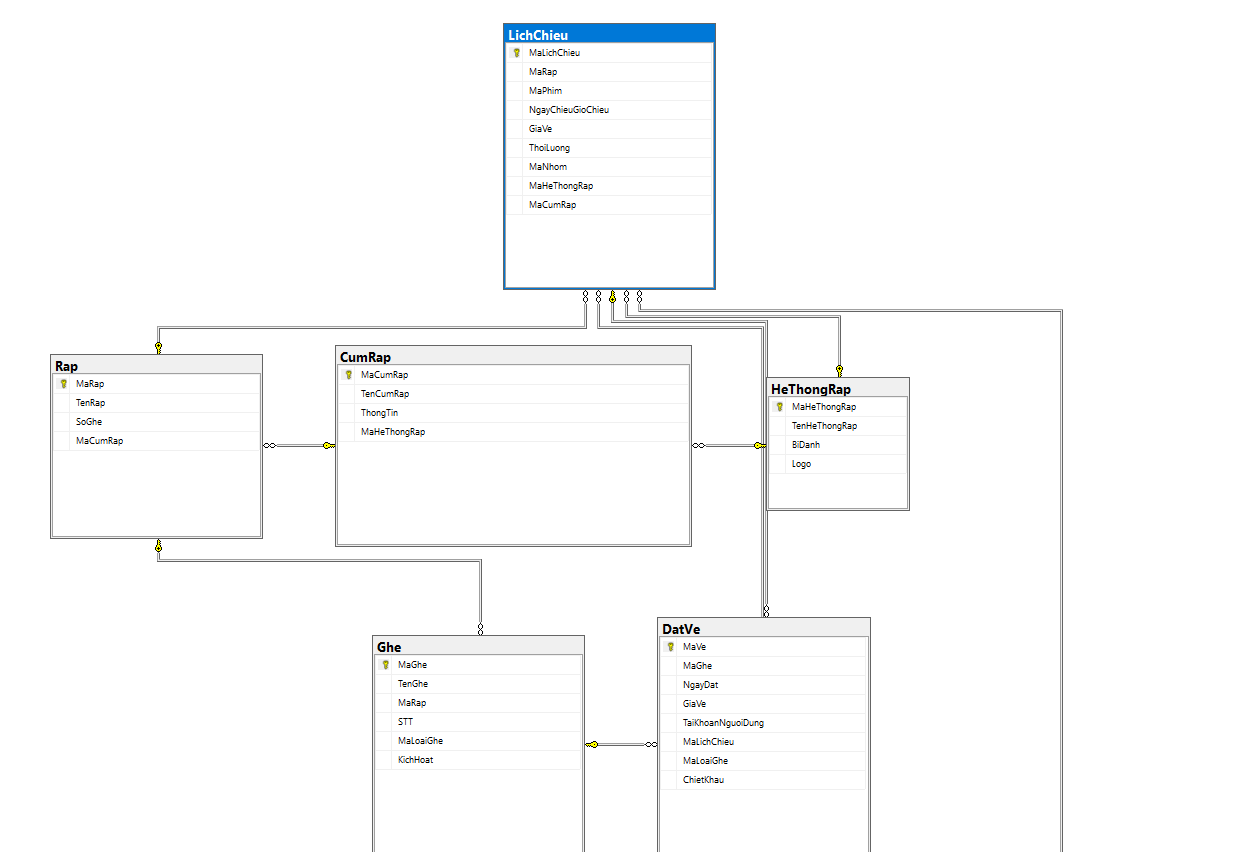 LichChieu
MaLichChieu
MaRap
MaPhim
NgayChieuGioChieu
GiaVe
ThoiLuong
MaNhom
MaHeThongRap
MaCumRap
Rap
MaRap
TenRap
SoGhe
MaCumRap
CumRap
MaCumRap
TenCumRap
ThongTin
MaHeThongRap
HeThongRap
MaHeThongRap
TenHeThongRap
BiDanh
Logo
Ghe
MaGhe
TenGhe
MaRap
STT
MaLoaiGhe
KichHoat
DatVe
MaVe
MaGhe
NgayDat
GiaVe
TaiKhoanNguoiDung
MaLichChieu
MaLoaiGhe
ChietKhau